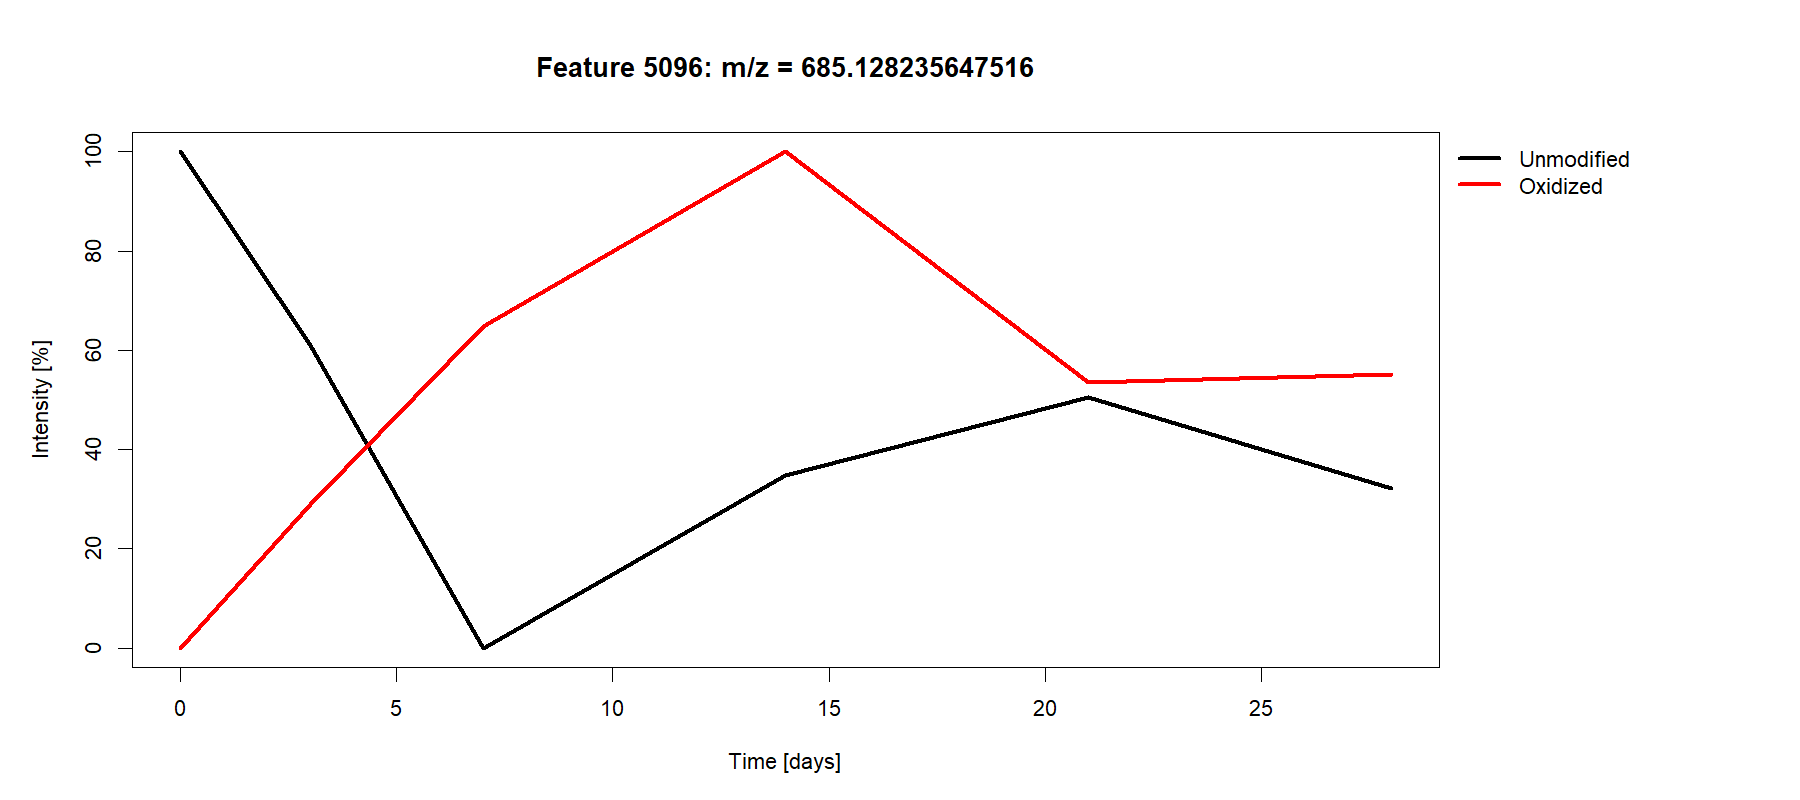 Feature 5096: m/z = 685.128235647516
Unmodified
Oxidized
Intensity [%]
100
80
60
40
20
0
0 5 10 15 20 25
Time [days]